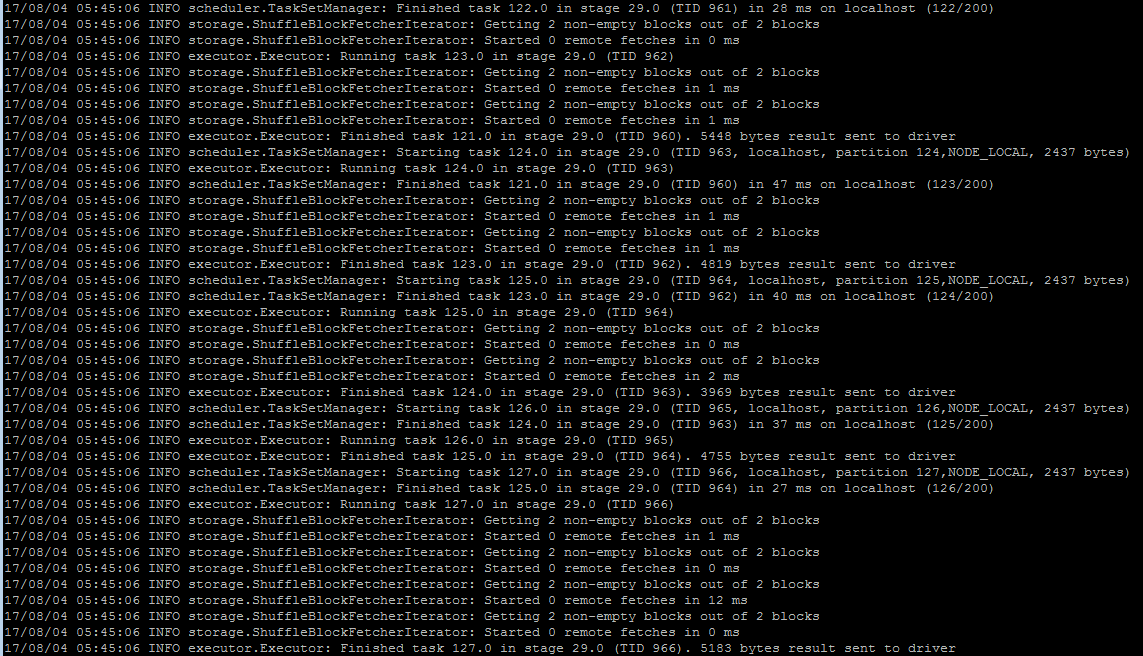 17/08/04 05:45:06 INFO scheduler.TaskSetManager: Finished task 122.0 in stage 29.0 (TID 961) in 28 ms on localhost (122/200)
17/08/04 05:45:06 INFO storage.ShuffleBlockFetcherIterator: Getting 2 non-empty blocks out of 2 blocks
17/08/04 05:45:06 INFO storage.ShuffleBlockFetcherIterator: Started 0 remote fetches in 0 ms
17/08/04 05:45:06 INFO executor.Executor: Running task 123.0 in stage 29.0 (TID 962)
17/08/04 05:45:06 INFO storage.ShuffleBlockFetcherIterator: Getting 2 non-empty blocks out of 2 blocks
17/08/04 05:45:06 INFO storage.ShuffleBlockFetcherIterator: Started 0 remote fetches in 1 ms
17/08/04 05:45:06 INFO storage.ShuffleBlockFetcherIterator: Getting 2 non-empty blocks out of 2 blocks
17/08/04 05:45:06 INFO storage.ShuffleBlockFetcherIterator: Started 0 remote fetches in 1 ms
17/08/04 05:45:06 INFO executor.Executor: Finished task 121.0 in stage 29.0 (TID 960). 5448 bytes result sent to driver
17/08/04 05:45:06 INFO scheduler.TaskSetManager: Starting task 124.0 in stage 29.0 (TID 963, localhost, partition 124,NODE_LOCAL, 2437 bytes)
17/08/04 05:45:06 INFO executor.Executor: Running task 124.0 in stage 29.0 (TID 963)
17/08/04 05:45:06 INFO scheduler.TaskSetManager: Finished task 121.0 in stage 29.0 (TID 960) in 47 ms on localhost (123/200)
17/08/04 05:45:06 INFO storage.ShuffleBlockFetcherIterator: Getting 2 non-empty blocks out of 2 blocks
17/08/04 05:45:06 INFO storage.ShuffleBlockFetcherIterator: Started 0 remote fetches in 1 ms
17/08/04 05:45:06 INFO storage.ShuffleBlockFetcherIterator: Getting 2 non-empty blocks out of 2 blocks
17/08/04 05:45:06 INFO storage.ShuffleBlockFetcherIterator: Started 0 remote fetches in 1 ms
17/08/04 05:45:06 INFO executor.Executor: Finished task 123.0 in stage 29.0 (TID 962). 4819 bytes result sent to driver
17/08/04 05:45:06 INFO scheduler.TaskSetManager: Starting task 125.0 in stage 29.0 (TID 964, localhost, partition 125,NODE_LOCAL, 2437 bytes)
17/08/04 05:45:06 INFO scheduler.TaskSetManager: Finished task 123.0 in stage 29.0 (TID 962) in 40 ms on localhost (124/200)
17/08/04 05:45:06 INFO executor.Executor: Running task 125.0 in stage 29.0 (TID 964)
17/08/04 05:45:06 INFO storage.ShuffleBlockFetcherIterator: Getting 2 non-empty blocks out of 2 blocks
17/08/04 05:45:06 INFO storage.ShuffleBlockFetcherIterator: Started 0 remote fetches in 0 ms
17/08/04 05:45:06 INFO storage.ShuffleBlockFetcherIterator: Getting 2 non-empty blocks out of 2 blocks
17/08/04 05:45:06 INFO storage.ShuffleBlockFetcherIterator: Started 0 remote fetches in 2 ms
17/08/04 05:45:06 INFO executor.Executor: Finished task 124.0 in stage 29.0 (TID 963). 3969 bytes result sent to driver
17/08/04 05:45:06 INFO scheduler.TaskSetManager: Starting task 126.0 in stage 29.0 (TID 965, localhost, partition 126,NODE_LOCAL, 2437 bytes)
17/08/04 05:45:06 INFO scheduler.TaskSetManager: Finished task 124.0 in stage 29.0 (TID 963) in 37 ms on localhost (125/200)
17/08/04 05:45:06 INFO executor.Executor: Running task 126.0 in stage 29.0 (TID 965)
17/08/04 05:45:06 INFO executor.Executor: Finished task 125.0 in stage 29.0 (TID 964). 4755 bytes result sent to driver
17/08/04 05:45:06 INFO scheduler.TaskSetManager: Starting task 127.0 in stage 29.0 (TID 966, localhost, partition 127,NODE_LOCAL, 2437 bytes)
17/08/04 05:45:06 INFO scheduler.TaskSetManager: Finished task 125.0 in stage 29.0 (TID 964) in 27 ms on localhost (126/200)
17/08/04 05:45:06 INFO executor.Executor: Running task 127.0 in stage 29.0 (TID 966)
17/08/04 05:45:06 INFO storage.ShuffleBlockFetcherIterator: Getting 2 non-empty blocks out of 2 blocks
17/08/04 05:45:06 INFO storage.ShuffleBlockFetcherIterator: Started 0 remote fetches in 1 ms
17/08/04 05:45:06 INFO storage.ShuffleBlockFetcherIterator: Getting 2 non-empty blocks out of 2 blocks
17/08/04 05:45:06 INFO storage.ShuffleBlockFetcherIterator: Started 0 remote fetches in 0 ms
17/08/04 05:45:06 INFO storage.ShuffleBlockFetcherIterator: Getting 2 non-empty blocks out of 2 blocks
17/08/04 05:45:06 INFO storage.ShuffleBlockFetcherIterator: Started 0 remote fetches in 12 ms
17/08/04 05:45:06 INFO storage.ShuffleBlockFetcherIterator: Getting 2 non-empty blocks out of 2 blocks
17/08/04 05:45:06 INFO storage.ShuffleBlockFetcherIterator: Started 0 remote fetches in 0 ms
17/08/04 05:45:06 INFO executor.Executor: Finished task 127.0 in stage 29.0 (TID 966). 5183 bytes result sent to driver